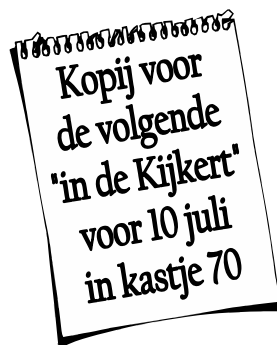 Kopij voor
de volgende
"in de Kijkert"
voor 10 juli
in kastje 70